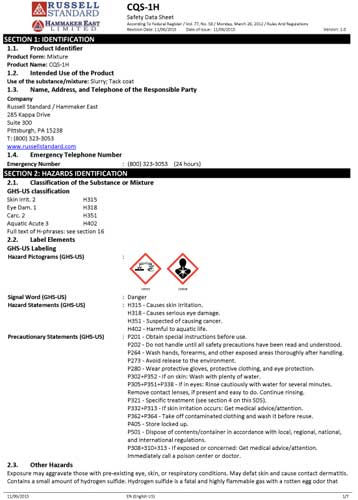 RUSSELL
STANDARD
HAMMAKER EAST
LIMITED
CQS-1H
Safety Data Sheet
According To Federal Register / Vol. 77, No. 58 / Monday, March 26, 2012 / Rules And Regulations
Revision Date: 11/06/2015 Date of issue: 11/06/2015 Version: 1.0
SECTION 1: IDENTIFICATION
1.1. Product Identifier
Product Form: Mixture
Product Name: CQS-1H
1.2. Intended Use of the Product
Use of the substance/mixture: Slurry; Tack coat
1.3. Name, Address, and Telephone of the Responsible Party
Company
Russell Standard / Hammaker East
285 Kappa Drive
Suite 300
Pittsburgh, PA 15238
T: (800) 323-3053
www.russellstandard.com
1.4. Emergency Telephone Number
Emergency Number : (800) 323-3053 (24 hours)
SECTION 2: HAZARDS IDENTIFICATION
2.1. Classification of the Substance or Mixture
GHS-US classification
Skin Irrit. 2 H315
Eye Dam. 1 H318
Carc. 2 H351
Aquatic Acute 3 H402
Full text of H-phrases: see section 16
2.2. Label Elements
GHS-US Labeling
Hazard Pictograms (GHS-US) :
GHS05 GHS08
Signal Word (GHS-US) : Danger
Hazard Statements (GHS-US) : H315 - Causes skin irritation.
H318 - Causes serious eye damage.
H351 - Suspected of causing cancer.
H402 - Harmful to aquatic life.
Precautionary Statements (GHS-US) : P201 - Obtain special instructions before use.
P202 - Do not handle until all safety precautions have been read and understood.
P264 - Wash hands, forearms, and other exposed areas thoroughly after handling.
P273 - Avoid release to the environment.
P280 - Wear protective gloves, protective clothing, and eye protection.
P302+P352 - If on skin: Wash with plenty of water.
P305+P351+P338 - If in eyes: Rinse cautiously with water for several minutes.
Remove contact lenses, if present and easy to do. Continue rinsing.
P321 - Specific treatment (see section 4 on this SDS).
P332+P313 - If skin irritation occurs: Get medical advice/attention.
P362+P364 - Take off contaminated clothing and wash it before reuse.
P405 - Store locked up.
P501 - Dispose of contents/container in accordance with local, regional, national,
and international regulations.
P308+310+313 - If exposed or concerned: Get medical advice/attention.
Immediately call a poison center or doctor.
2.3. Other Hazards
Exposure may aggravate those with pre-existing eye, skin, or respiratory conditions. May defat skin and cause contact dermatitis.
Contains a small amount of hydrogen sulfide. Hydrogen sulfide is a fatal and highly flammable gas with a rotten egg odor that
11/06/2015 EN (English US) 1/7